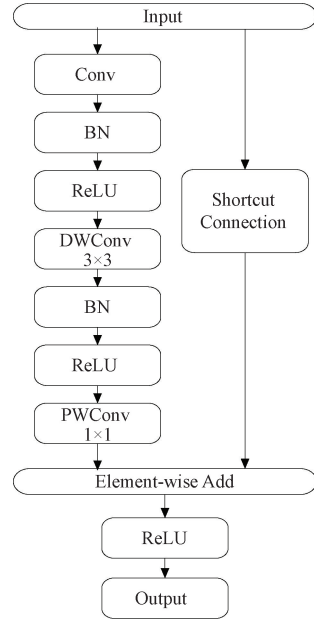 Input
Conv
BN
ReLU
DWConv
3×3
BN
ReLU
PWConv
1×1
Shortcut
Connection
Element-wise Add
ReLU
Output